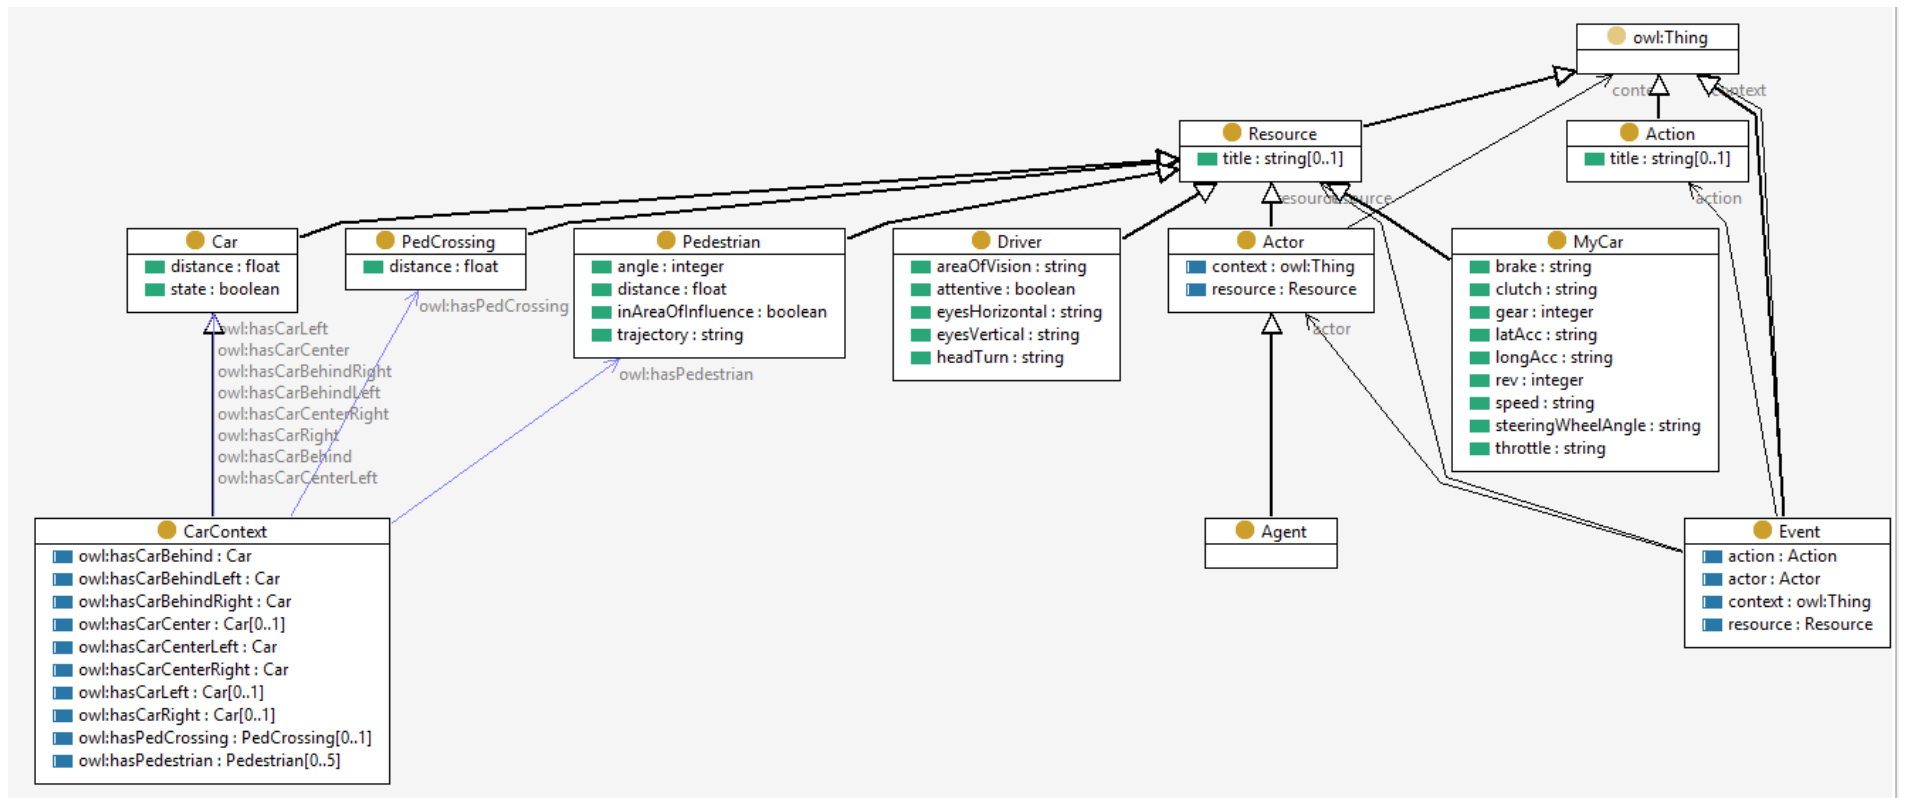 owl:Thing
context
Resource
title : string[0..1]
Action
title : string[0..1]
resource
action
Car
distance : float
state : boolean
PedCrossing
distance : float
Pedestrian
angle : integer
distance : float
inAreaOfInfluence : boolean
trajectory : string
Driver
areaOfVision : string
attentive : boolean
eyesHorizontal : string
eyesVertical : string
headTurn : string
Actor
context : owl:Thing
resource : Resource
MyCar
brake : string
clutch : string
gear : integer
latAcc : string
longAcc : string
rev : integer
speed : string
steeringWheelAngle : string
throttle : string
owl:hasPedCrossing
owl:hasCarLeft
owl:hasCarCenter
owl:hasCarBehindRight
owl:hasCarBehindLeft
owl:hasCarCenterRight
owl:hasCarRight
owl:hasCarBehind
owl:hasCarCenterLeft
owl:hasPedestrian
actor
CarContext
owl:hasCarBehind : Car
owl:hasCarBehindLeft : Car
owl:hasCarBehindRight : Car
owl:hasCarCenter : Car[0..1]
owl:hasCarCenterLeft : Car
owl:hasCarCenterRight : Car
owl:hasCarLeft : Car[0..1]
owl:hasCarRight : Car[0..1]
owl:hasPedCrossing : PedCrossing[0..1]
owl:hasPedestrian : Pedestrian[0..5]
Agent
Event
action : Action
actor : Actor
context : owl:Thing
resource : Resource